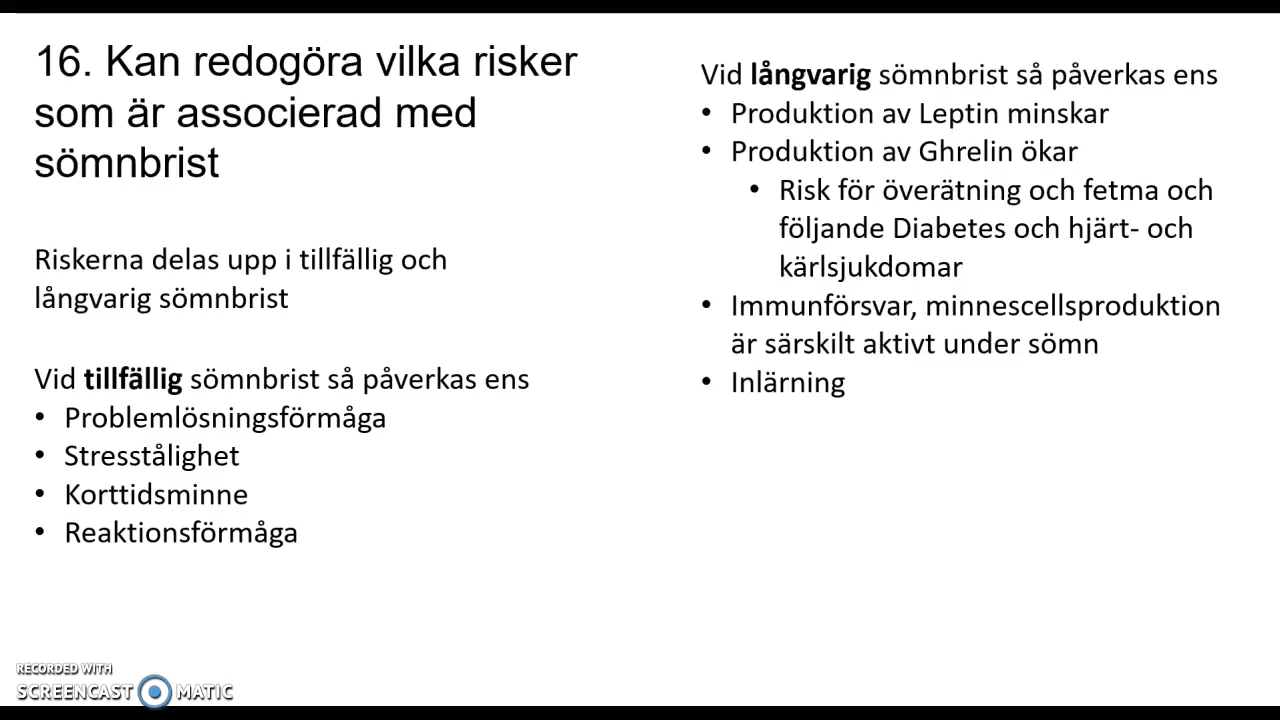 16. Kan redogöra vilka risker
som är associerad med
sömnbrist
Riskerna delas upp i tillfällig och
långvarig sömnbrist
Vid tillfällig sömnbrist så påverkas ens
• Problemlösningsförmåga
• Stresstålighet
• Korttidsminne
• Reaktionsförmåga
Vid långvarig sömnbrist så påverkas ens
• Produktion av Leptin minskar
• Produktion av Ghrelin ökar
• Risk för överätning och fetma och
följande Diabetes och hjärt- och
kärlsjukdomar
• Immunförsvar, minnescellsproduktion
är särskilt aktivt under sömn
• Inlärning
RECORDED WITH
SCREENCAST MATIC